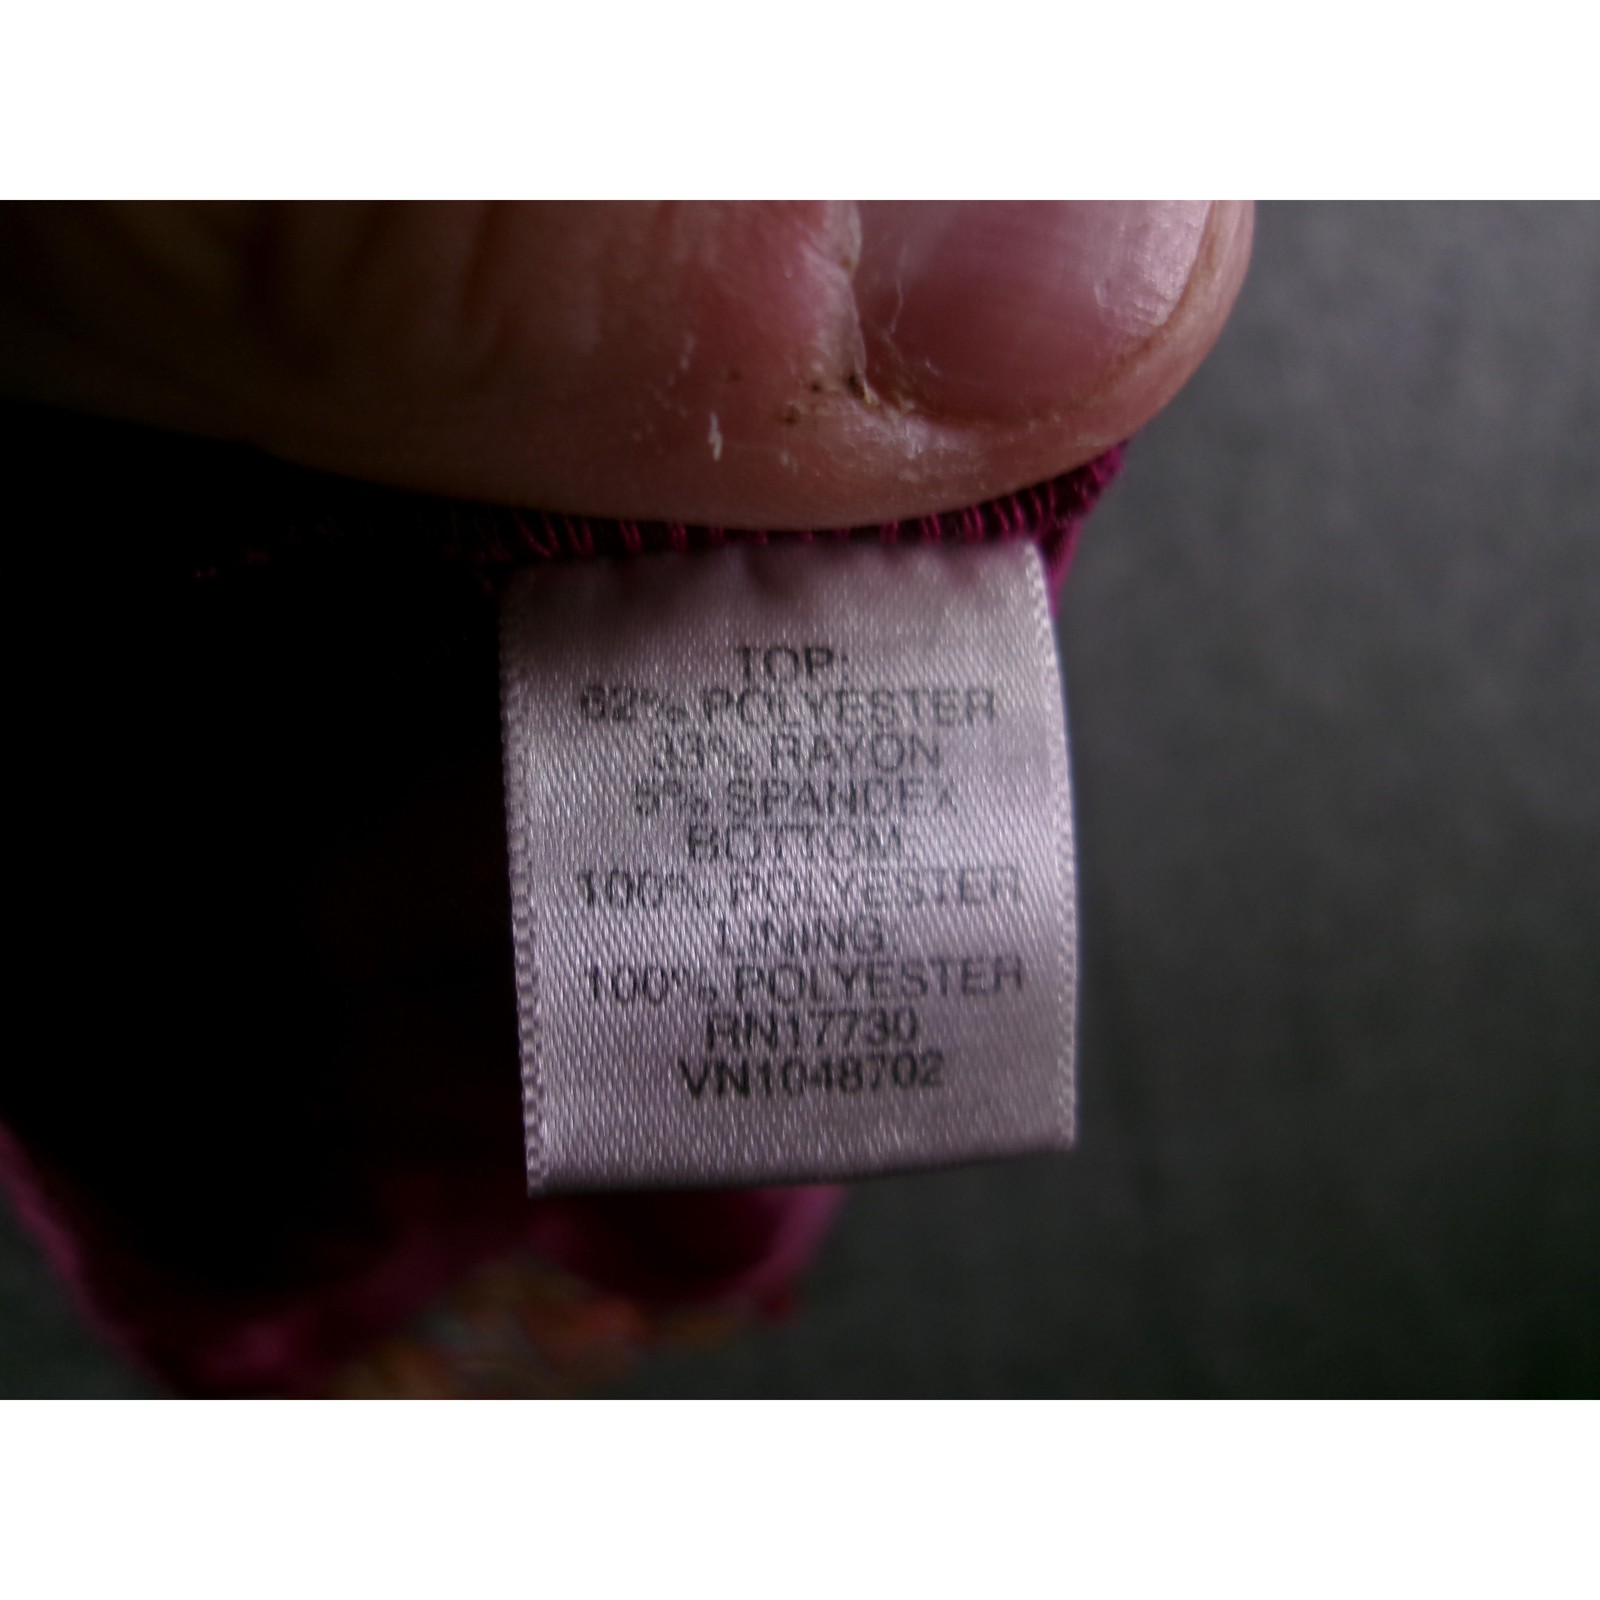 TOP:
62% POLYESTER
33% RAYON
5% SPANDEX
BOTTOM:
100% POLYESTER
LINING
100% POLYESTER
RN17730
VN1048702